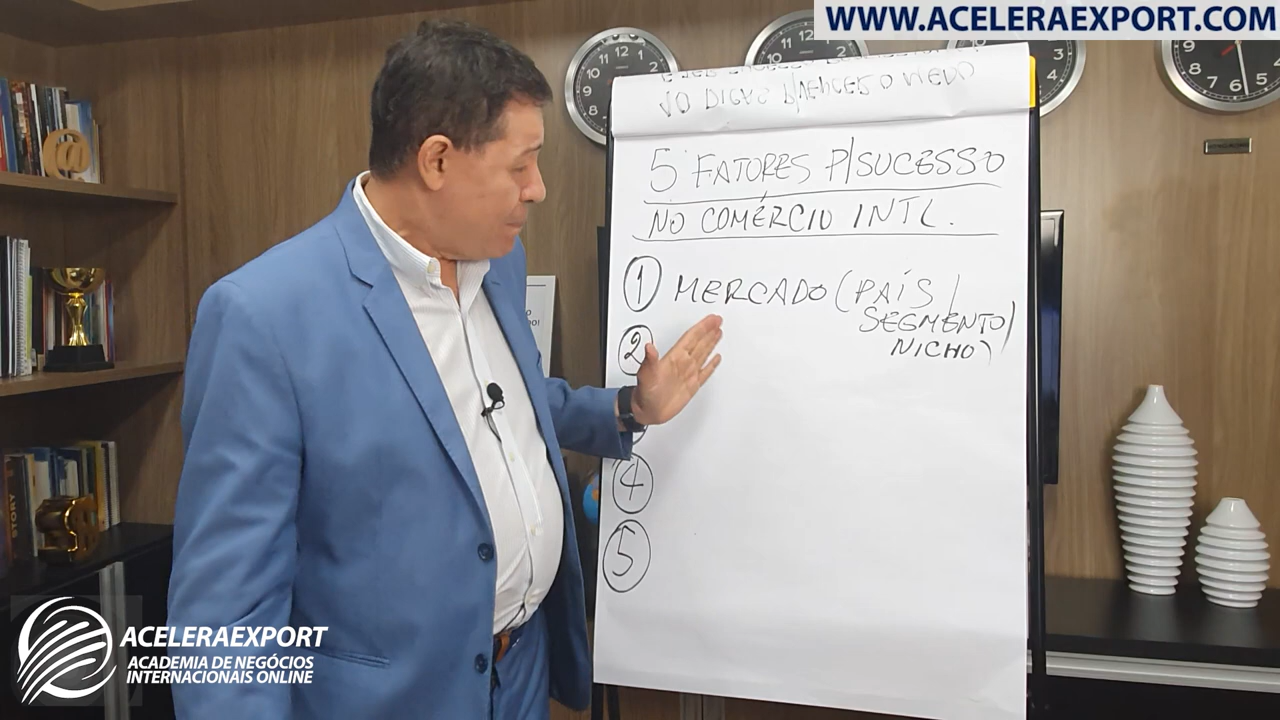 WWW.ACELERAEXPORT.COM
5 FATORES P/SUCESSO
NO COMÉRCIO INTL.
1 MERCADO (PAÍS /
SEGMENTO/
NICHO)
2
4
5
STORY
ACELERAEXPORT
ACADEMIA DE NEGÓCIOS
INTERNACIONAIS ONLINE